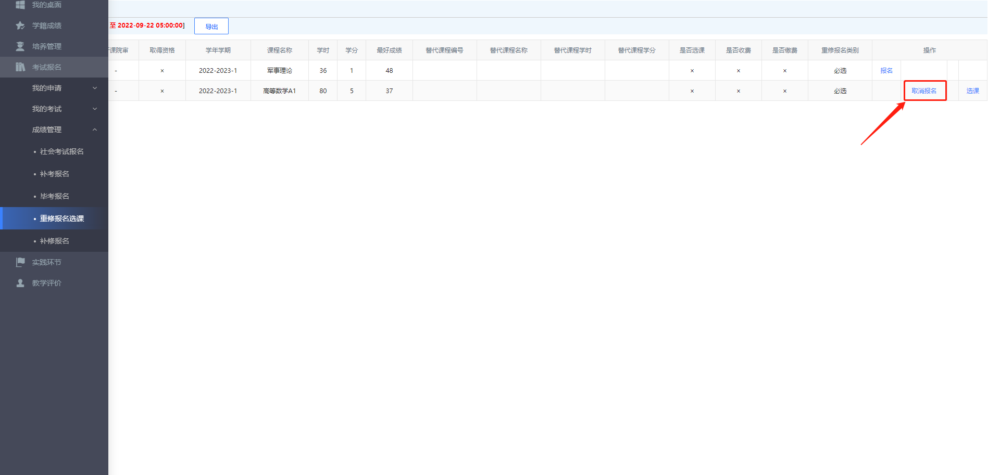 我的桌面
学籍成绩
培养管理
考试报名
我的申请
我的考试
成绩管理
• 社会考试报名
• 补考报名
• 毕考报名
• 重修报名选课
• 补修报名
实践环节
教学评价
至 2022-09-22 05:00:00] 导出
课院审 取得资格 学年学期 课程名称 学时 学分 最好成绩 替代课程编号 替代课程名称 替代课程学时 替代课程学分 是否选课 是否收费 是否缴费 重修报名类别 操作
- × 2022-2023-1 军事理论 36 1 48 × × × 必选 报名
- × 2022-2023-1 高等数学A1 80 5 37 × × × 必选 取消报名 选课